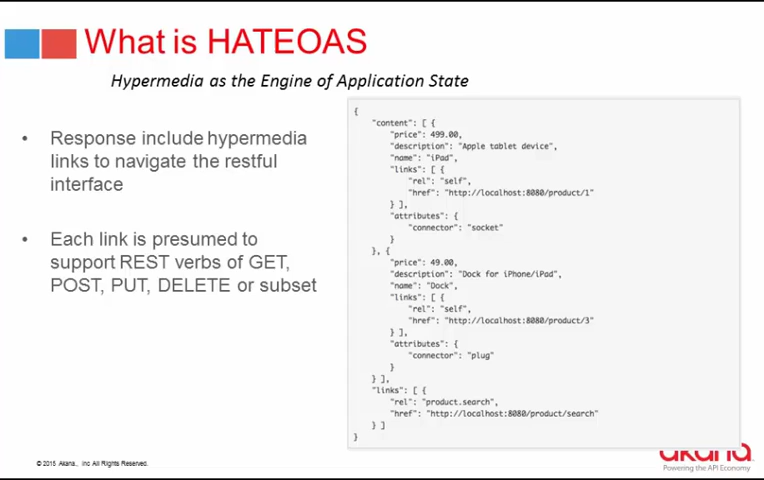 What is HATEOAS
Hypermedia as the Engine of Application State
• Response include hypermedia
links to navigate the restful
interface
• Each link is presumed to
support REST verbs of GET,
POST, PUT, DELETE or subset
{
"content": [ {
"price": 499.00,
"description": "Apple tablet device",
"name": "iPad",
"links": [ {
"rel": "self",
"href": "http://localhost:8080/product/1"
} ],
"attributes": {
"connector": "socket"
}
}, {
"price": 49.00,
"description": "Dock for iPhone/iPad",
"name": "Dock",
"links": [ {
"rel": "self",
"href": "http://localhost:8080/product/3"
} ],
"attributes": {
"connector": "plug"
}
} ],
"links": [ {
"rel": "product.search",
"href": "http://localhost:8080/product/search"
} ]
}
© 2015 Akana., Inc All Rights Reserved.
akana
Powering the API Economy